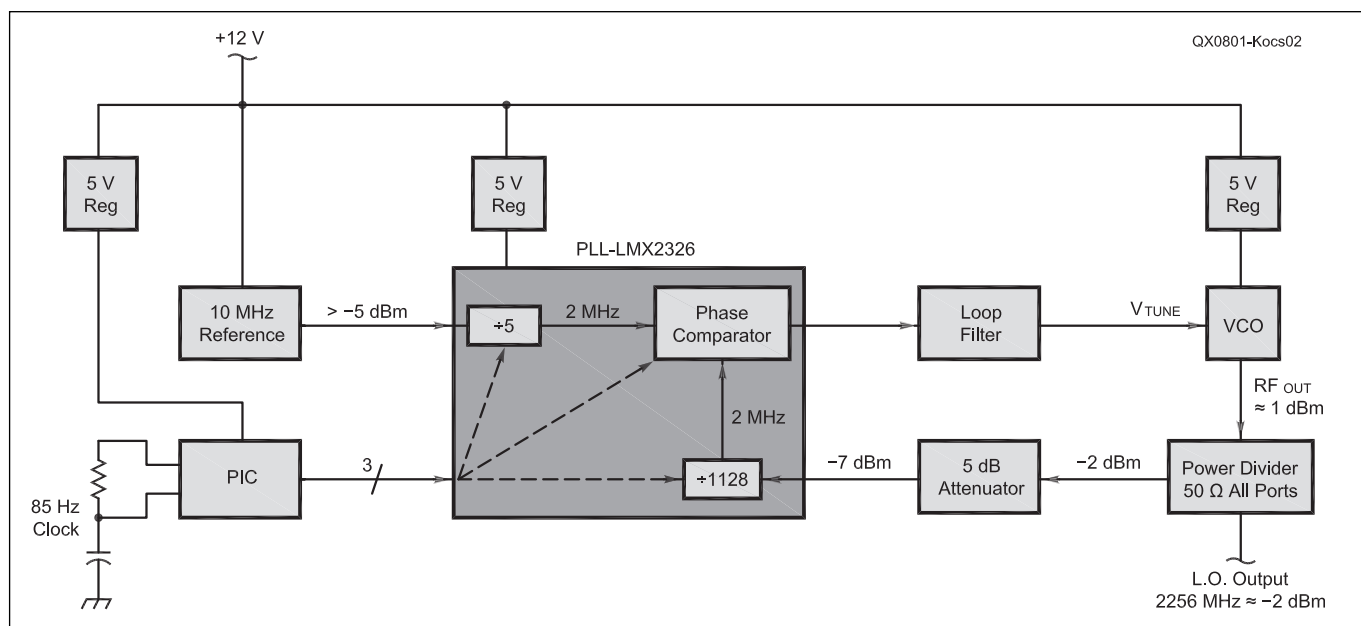 +12 V
QX0801-Kocs02
5 V
Reg
5 V
Reg
5 V
Reg
PLL-LMX2326
10 MHz
Reference
> −5 dBm
÷5
2 MHz
Phase
Comparator
Loop
Filter
VTUNE
VCO
RF OUT
≈ 1 dBm
2 MHz
85 Hz
Clock
PIC
3
÷1128
−7 dBm
5 dB
Attenuator
−2 dBm
Power Divider
50 Ω All Ports
L.O. Output
2256 MHz ≈ −2 dBm